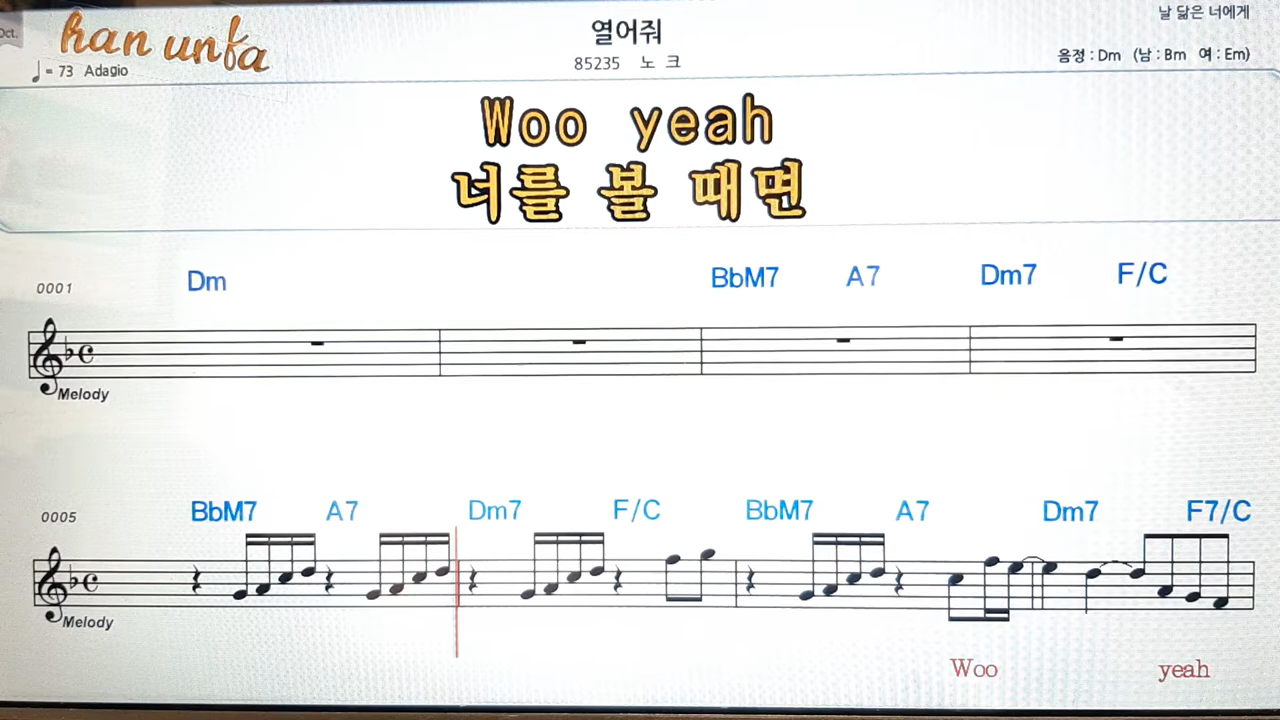 Oct.
han unfa
열어줘
날 닮은 너에게
♩= 73 Adagio
85235 노 크
음정 : Dm (남 : Bm 여 : Em)
Woo yeah
너를 볼 때면
0001 Dm BbM7 A7 Dm7 F/C
Melody
0005 BbM7 A7 Dm7 F/C BbM7 A7 Dm7 F7/C
Melody
Woo yeah